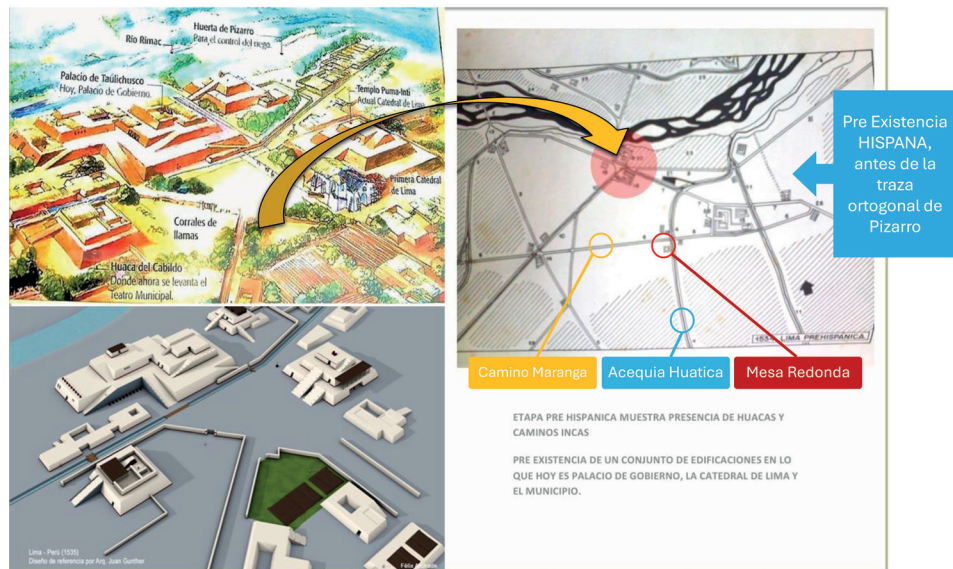 Huerta de Pizarro
Para el control del riego.
Río Rimac
Palacio de Taulichusco
Hoy, Palacio de Gobierno.
Templo Puma-Inti
Actual Catedral de Lima
Primera Catedral
de Lima
Corrales de
llamas
Huaca del Cabildo
Donde ahora se levanta el
Teatro Municipal.
Lima - Perú (1535)
Diseño de referencia por Arq. Juan Gunther
LIMA PREHISPÁNICA
Pre Existencia
HISPANA,
antes de la
traza
ortogonal de
Pizarro
Camino Maranga
Acequia Huatica
Mesa Redonda
ETAPA PRE HISPANICA MUESTRA PRESENCIA DE HUACAS Y
CAMINOS INCAS
PRE EXISTENCIA DE UN CONJUNTO DE EDIFICACIONES EN LO
QUE HOY ES PALACIO DE GOBIERNO, LA CATEDRAL DE LIMA Y
EL MUNICIPIO.